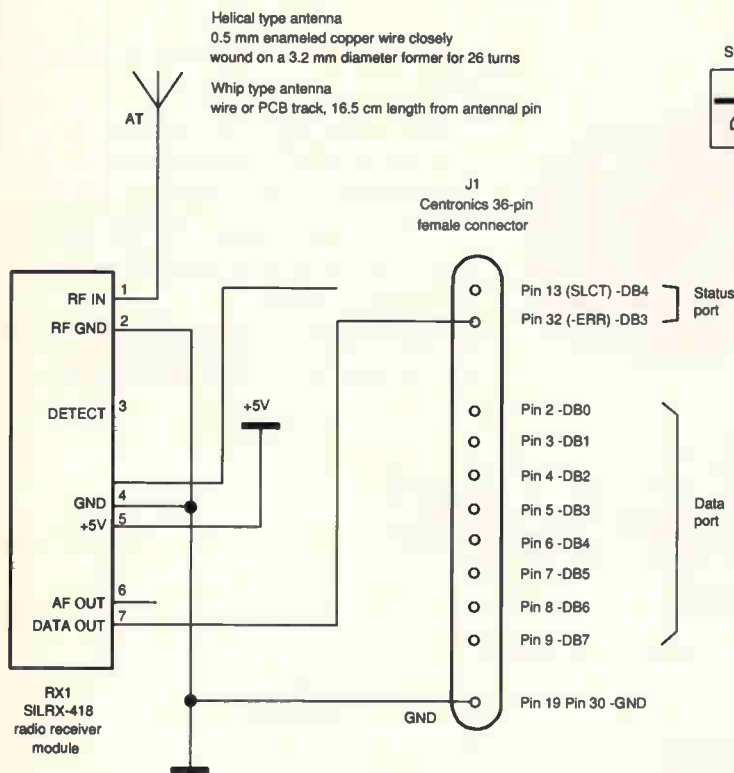 Helical type antenna
0.5 mm enameled copper wire closely
wound on a 3.2 mm diameter former for 26 turns
Whip type antenna
wire or PCB track, 16.5 cm length from antennal pin
AT
S
J1
Centronics 36-pin
female connector
RF IN
1
RF GND
2
DETECT
3
GND
4
+5V
5
AF OUT
6
DATA OUT
7
+5V
RX1
SILRX-418
radio receiver
module
GND
Pin 13 (SLCT) -DB4
Pin 32 (-ERR) -DB3
Status
port
Pin 2 -DB0
Pin 3 -DB1
Pin 4 -DB2
Pin 5 -DB3
Pin 6 -DB4
Pin 7 -DB5
Pin 8 -DB6
Pin 9 -DB7
Data
port
Pin 19 Pin 30 -GND